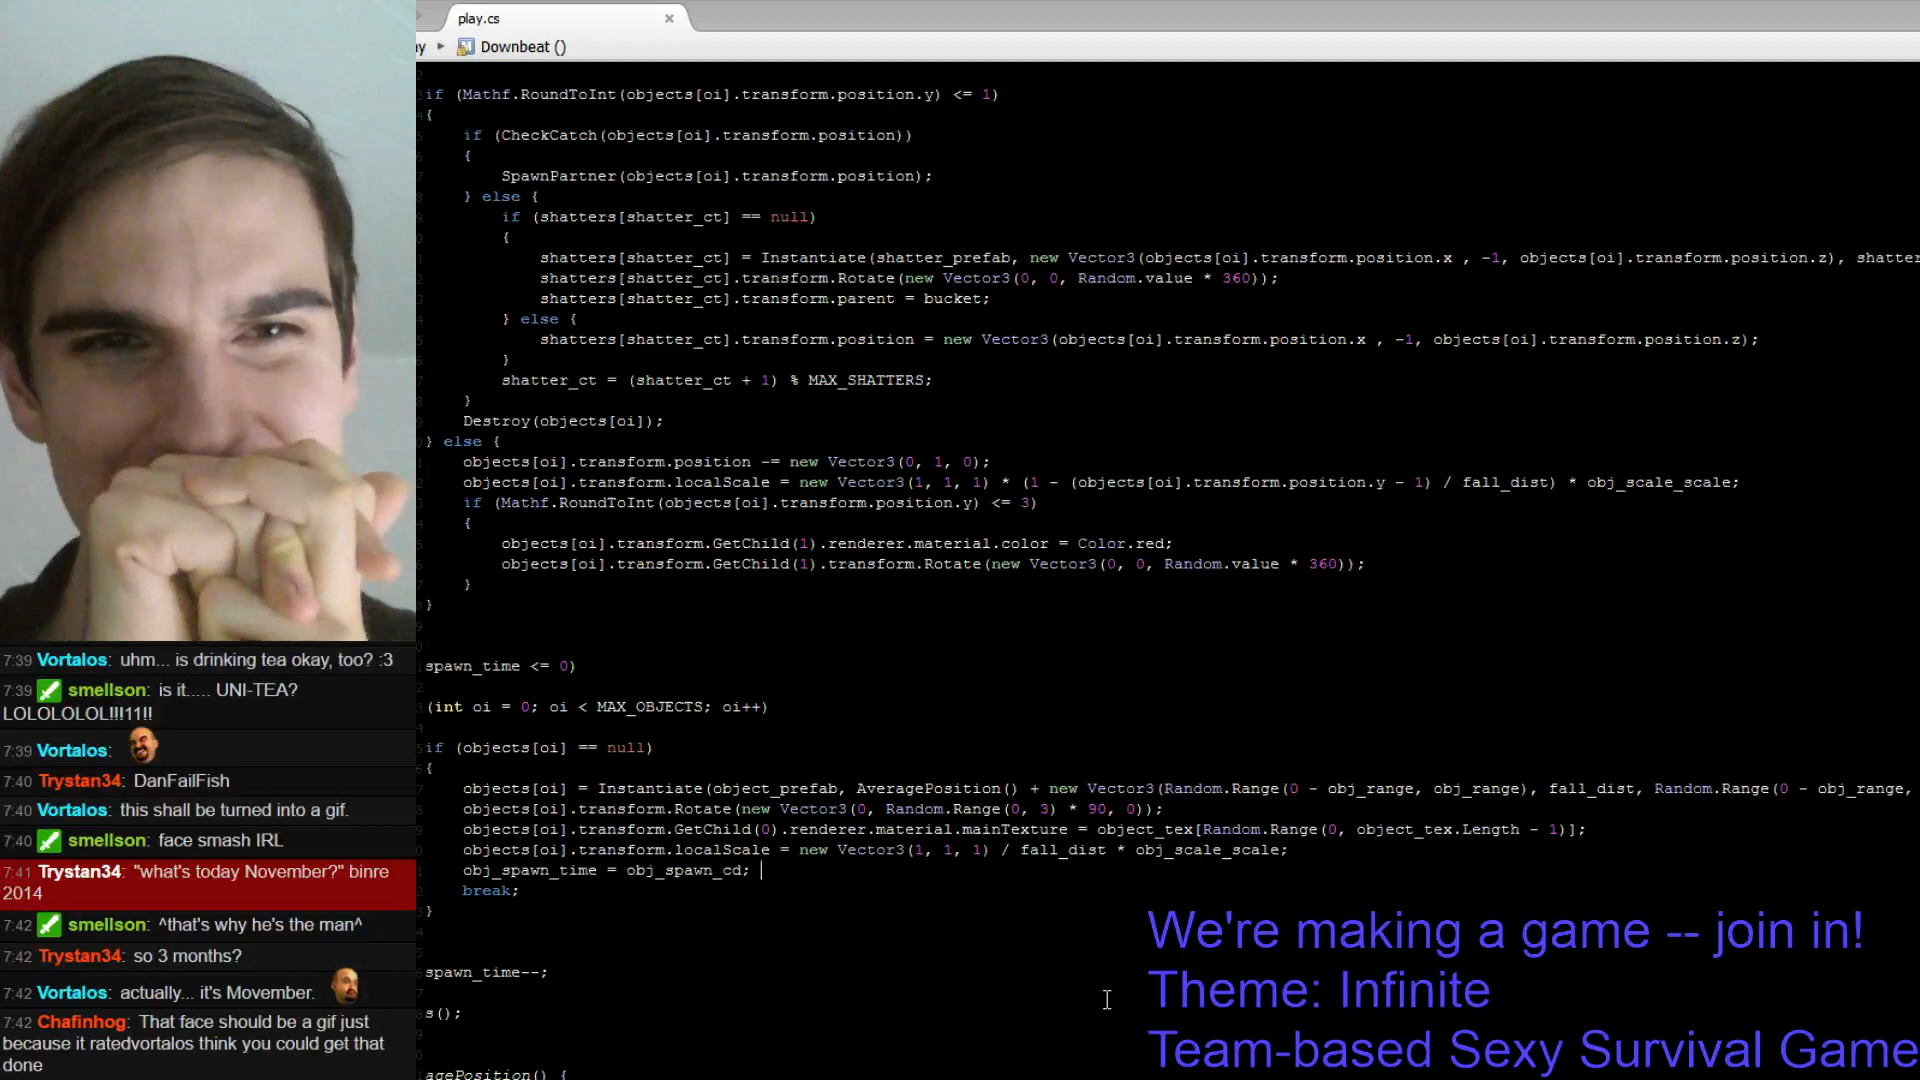 play.cs
Downbeat ()
if (Mathf.RoundToInt(objects[oi].transform.position.y) <= 1)
{
if (CheckCatch(objects[oi].transform.position))
{
SpawnPartner(objects[oi].transform.position);
} else {
if (shatters[shatter_ct] == null)
{
shatters[shatter_ct] = Instantiate(shatter_prefab, new Vector3(objects[oi].transform.position.x , -1, objects[oi].transform.position.z), shatter
shatters[shatter_ct].transform.Rotate(new Vector3(0, 0, Random.value * 360));
shatters[shatter_ct].transform.parent = bucket;
} else {
shatters[shatter_ct].transform.position = new Vector3(objects[oi].transform.position.x , -1, objects[oi].transform.position.z);
}
shatter_ct = (shatter_ct + 1) % MAX_SHATTERS;
}
Destroy(objects[oi]);
} else {
objects[oi].transform.position -= new Vector3(0, 1, 0);
objects[oi].transform.localScale = new Vector3(1, 1, 1) * (1 - (objects[oi].transform.position.y - 1) / fall_dist) * obj_scale_scale;
if (Mathf.RoundToInt(objects[oi].transform.position.y) <= 3)
{
objects[oi].transform.GetChild(1).renderer.material.color = Color.red;
objects[oi].transform.GetChild(1).transform.Rotate(new Vector3(0, 0, Random.value * 360));
}
}
spawn_time <= 0)
(int oi = 0; oi < MAX_OBJECTS; oi++)
if (objects[oi] == null)
{
objects[oi] = Instantiate(object_prefab, AveragePosition() + new Vector3(Random.Range(0 - obj_range, obj_range), fall_dist, Random.Range(0 - obj_range,
objects[oi].transform.Rotate(new Vector3(0, Random.Range(0, 3) * 90, 0));
objects[oi].transform.GetChild(0).renderer.material.mainTexture = object_tex[Random.Range(0, object_tex.Length - 1)];
objects[oi].transform.localScale = new Vector3(1, 1, 1) / fall_dist * obj_scale_scale;
obj_spawn_time = obj_spawn_cd;
break;
}
spawn_time--;
s();
agePosition() {
7:39 Vortalos: uhm... is drinking tea okay, too? :3
7:39 smellson: is it..... UNI-TEA?
LOLOLOLOL!!!11!!
7:39 Vortalos:
7:40 Trystan34: DanFailFish
7:40 Vortalos: this shall be turned into a gif.
7:40 smellson: face smash IRL
7:41 Trystan34: "what's today November?" binre
2014
7:42 smellson: ^that's why he's the man^
7:42 Trystan34: so 3 months?
7:42 Vortalos: actually... it's Movember.
7:42 Chafinhog: That face should be a gif just
because it ratedvortalos think you could get that
done
We're making a game -- join in!
Theme: Infinite
Team-based Sexy Survival Game